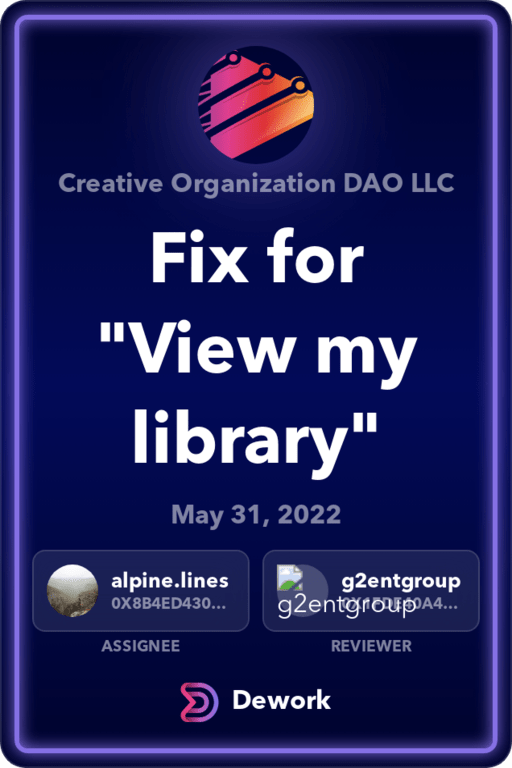 Creative Organization DAO LLC
Fix for
"View my
library"
May 31, 2022
alpine.lines
0X8B4ED430...
ASSIGNEE
g2entgroup
g2entgroup
REVIEWER
Dework